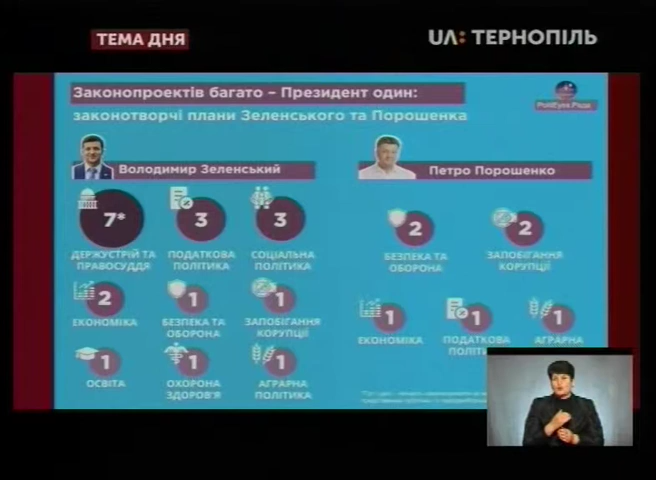 ТЕМА ДНЯ
UA: ТЕРНОПІЛЬ
Законопроектів багато – Президент один:
законотворчі плани Зеленського та Порошенка
Володимир Зеленський
Петро Порошенко
7*
ДЕРЖУСТРІЙ ТА
ПРАВОСУДДЯ
3
ПОДАТКОВА
ПОЛІТИКА
3
СОЦІАЛЬНА
ПОЛІТИКА
2
ЕКОНОМІКА
1
БЕЗПЕКА ТА
ОБОРОНА
1
ЗАПОБІГАННЯ
КОРУПЦІЇ
1
ОСВІТА
1
ОХОРОНА
ЗДОРОВ'Я
1
АГРАРНА
ПОЛІТИКА
2
БЕЗПЕКА ТА
ОБОРОНА
2
ЗАПОБІГАННЯ
КОРУПЦІЇ
1
ЕКОНОМІКА
1
ПОДАТКОВА
1
АГРАРНА